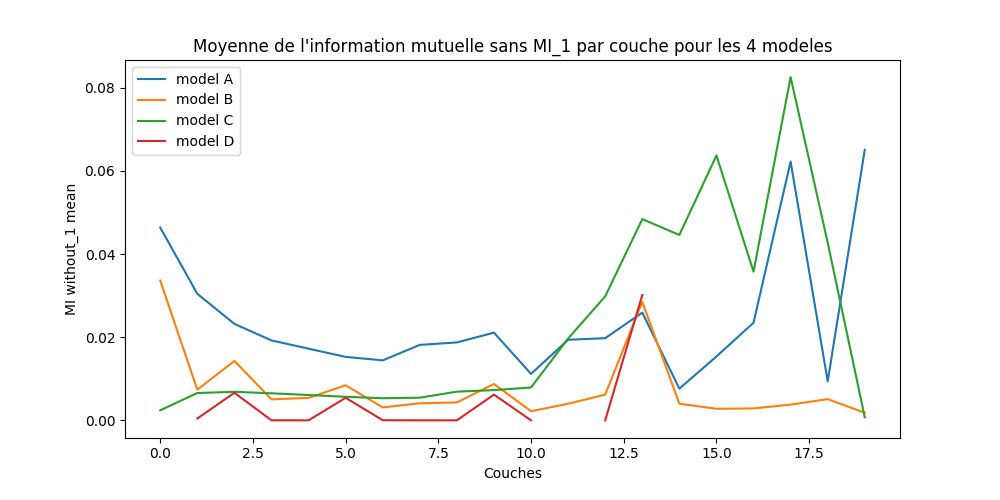 Moyenne de l'information mutuelle sans MI_1 par couche pour les 4 modeles
model A
model B
model C
model D
MI without_1 mean
0.08
0.06
0.04
0.02
0.00
0.0
2.5
5.0
7.5
10.0
12.5
15.0
17.5
Couches